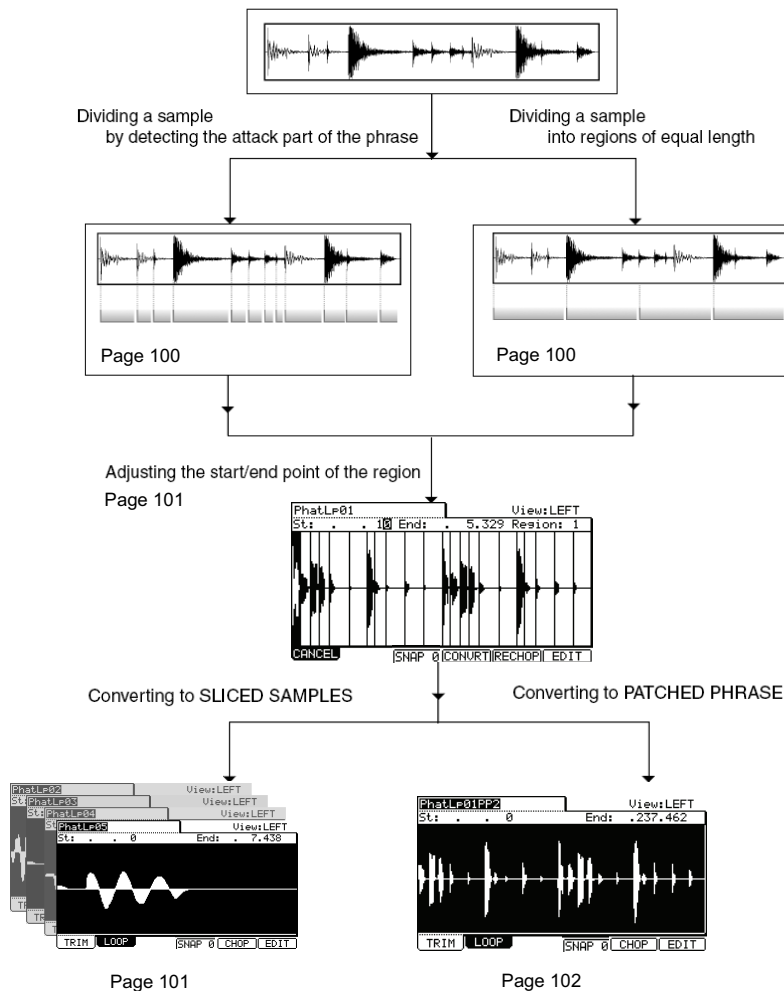 Dividing a sample
by detecting the attack part of the phrase
Dividing a sample
into regions of equal length
Page 100
Page 100
Adjusting the start/end point of the region
Page 101
PhatLp01
View:LEFT
St: . . 10 End: . 5.329 Region: 1
CANCEL
SNAP 0 CONVRT RECHOP EDIT
Converting to SLICED SAMPLES
Converting to PATCHED PHRASE
PhatLp02
View:LEFT
St:
PhatLp03
View:LEFT
St:
PhatLp04
View:LEFT
St:
PhatLp05
View:LEFT
St: . . 0 End: . 7.438
TR
TR
TRIM LOOP SNAP 0 CHOP EDIT
Page 101
PhatLp01PP2
View:LEFT
St: . . 0 End: .237.462
TRIM LOOP SNAP 0 CHOP EDIT
Page 102